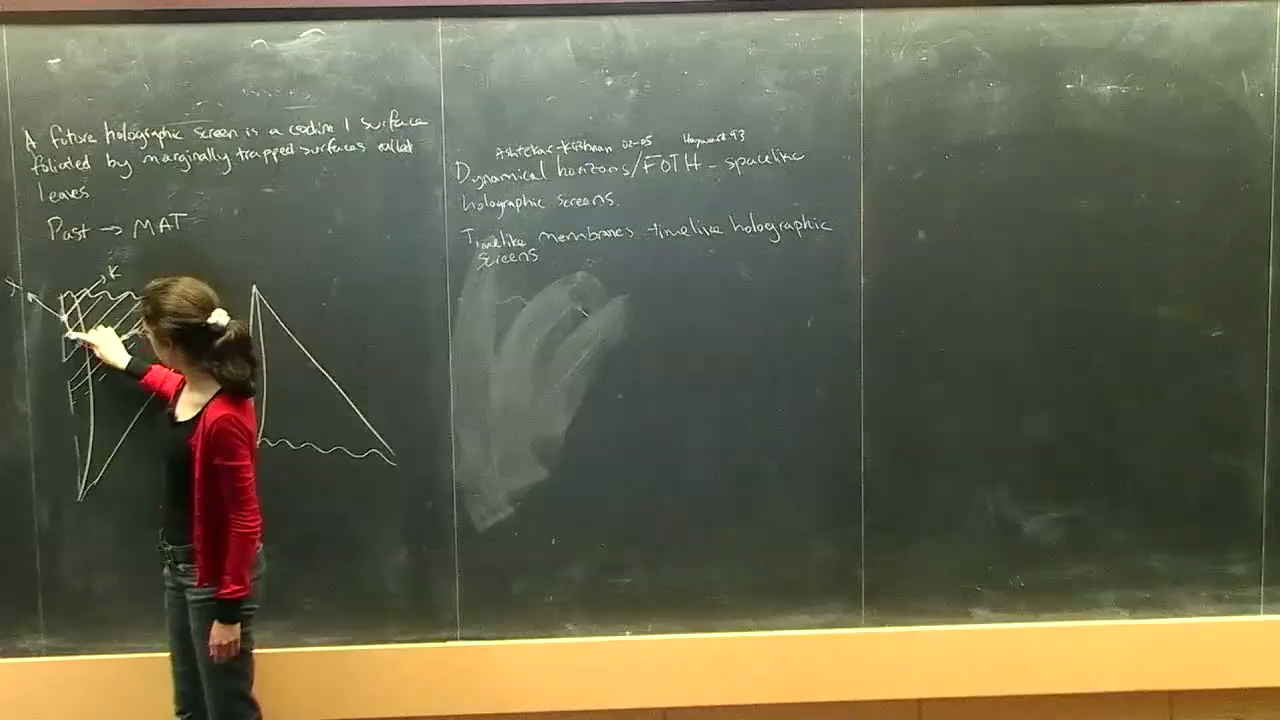 A future holographic screen is a codim 1 surface
foliated by marginally trapped surfaces called
leaves
Past → MAT
K
Ashtekar-Krishnan 02-05 Hayward 93
Dynamical horizons/FOTH - spacelike
holographic screens.
Timelike membranes - timelike holographic
screens